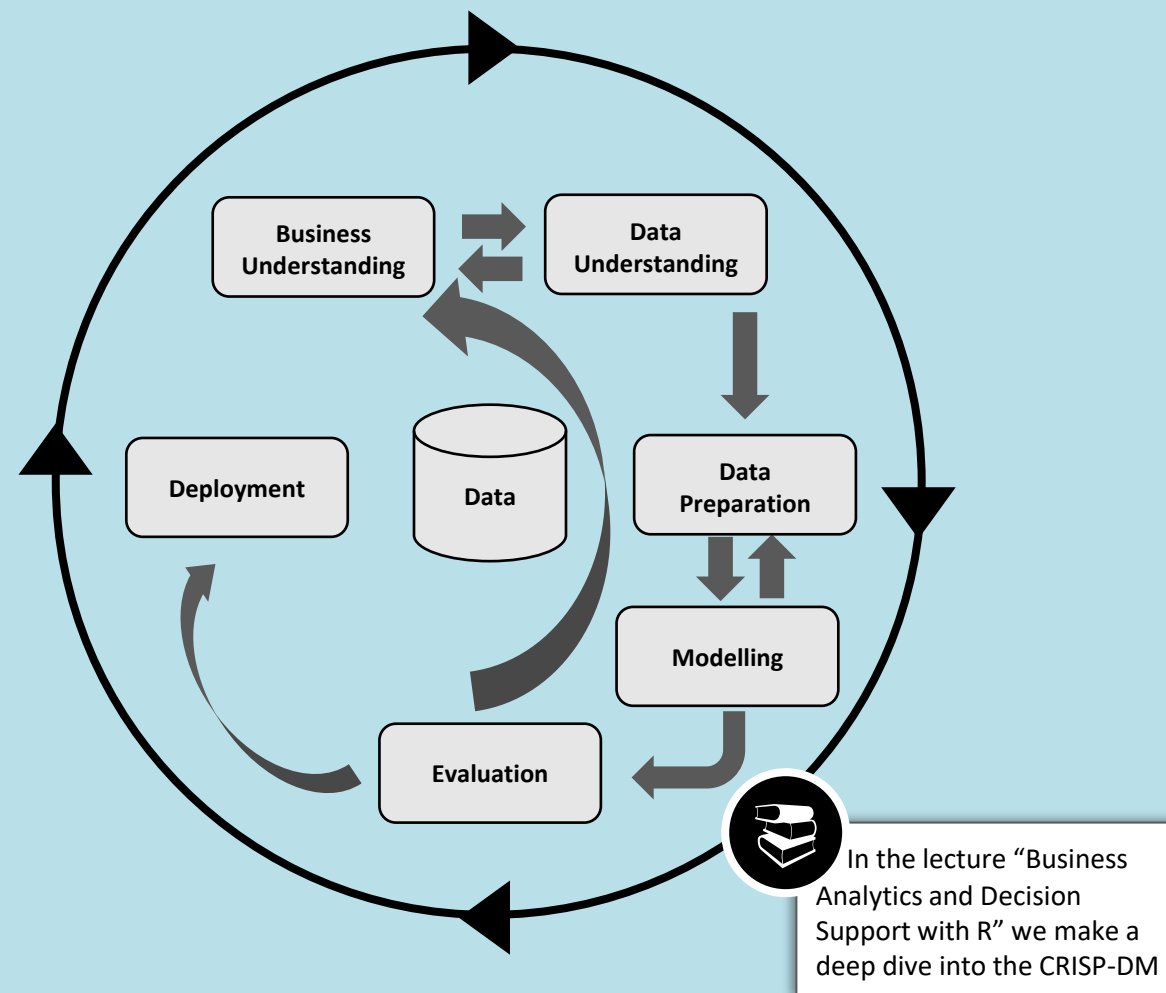 Business
Understanding
Data
Understanding
Deployment
Data
Data
Preparation
Modelling
Evaluation
In the lecture “Business
Analytics and Decision
Support with R” we make a
deep dive into the CRISP-DM